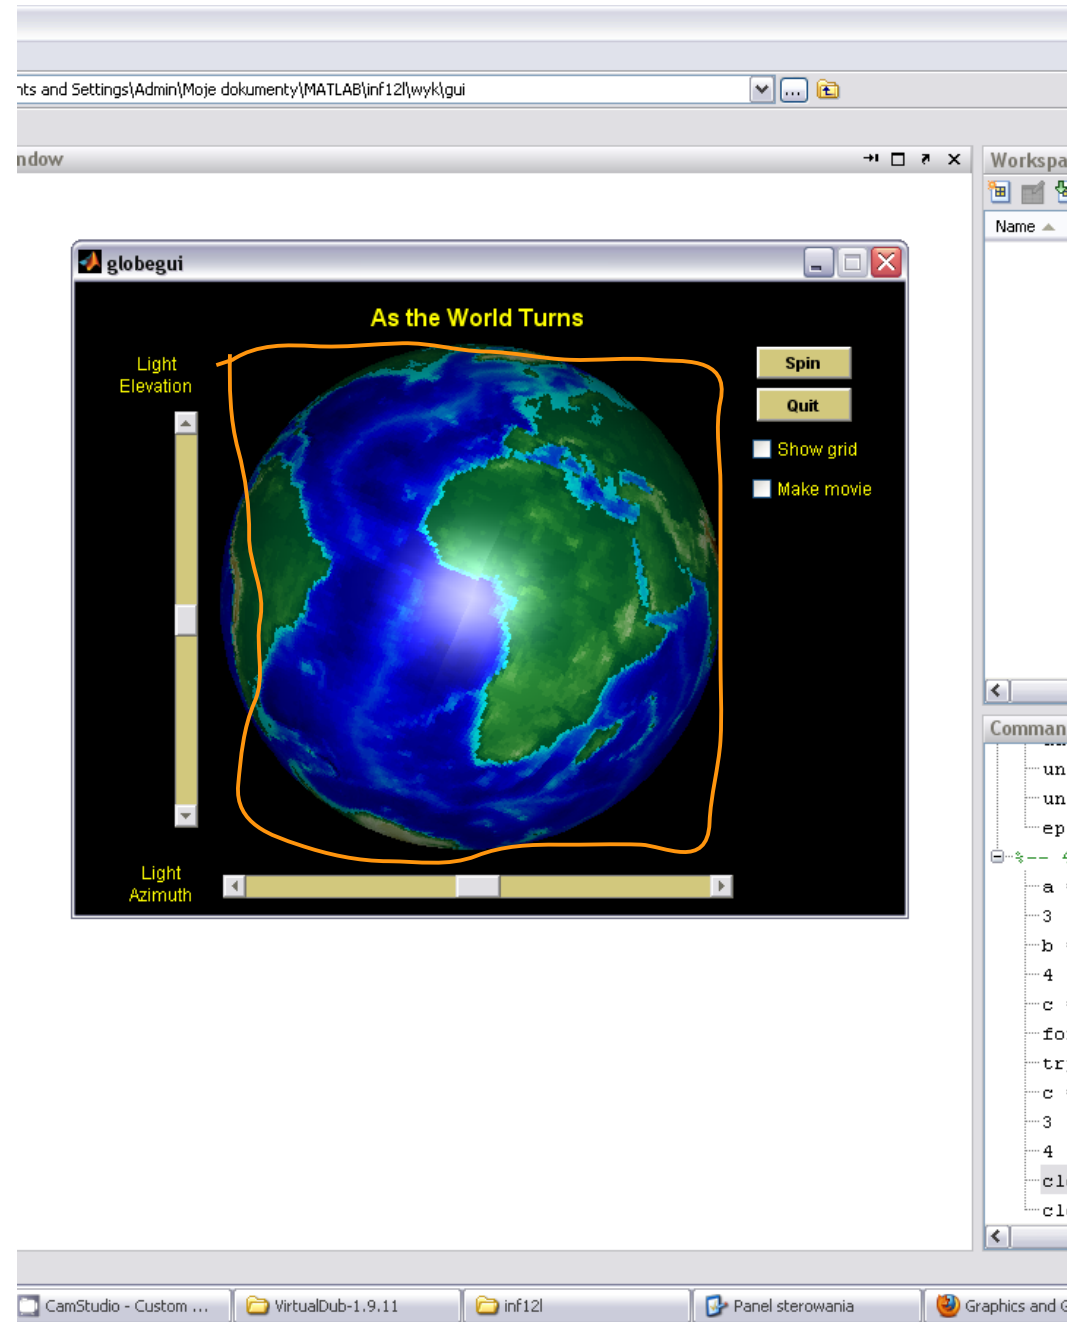 nts and Settings\Admin\Moje dokumenty\MATLAB\inf12l\wyk\gui
ndow
Workspa
Name
globegui
As the World Turns
Light
Elevation
Spin
Quit
Show grid
Make movie
Light
Azimuth
Comman
un
un
ep
%-- 4
a
3
b
4
c
fo
tr
c
3
4
cl
cl
CamStudio - Custom ...
VirtualDub-1.9.11
inf12l
Panel sterowania
Graphics and G